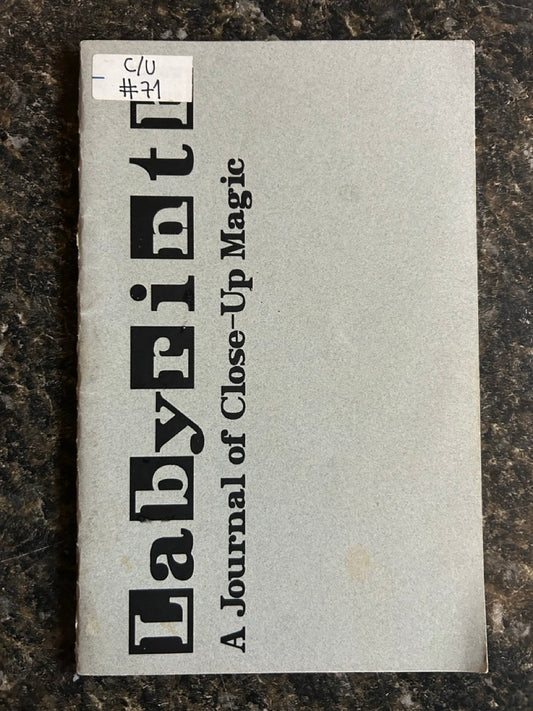 C/U
#71
Labyrinth
A Journal of Close-Up Magic